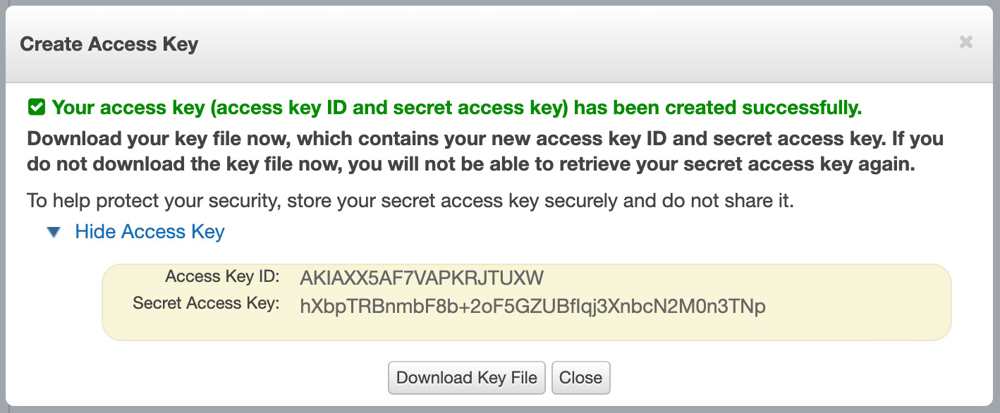 Create Access Key
Your access key (access key ID and secret access key) has been created successfully.
Download your key file now, which contains your new access key ID and secret access key. If you
do not download the key file now, you will not be able to retrieve your secret access key again.
To help protect your security, store your secret access key securely and do not share it.
Hide Access Key
Access Key ID: AKIAXX5AF7VAPKRJTUXW
Secret Access Key: hXbpTRBnmbF8b+2oF5GZUBfIqj3XnbcN2M0n3TNp
Download Key File Close